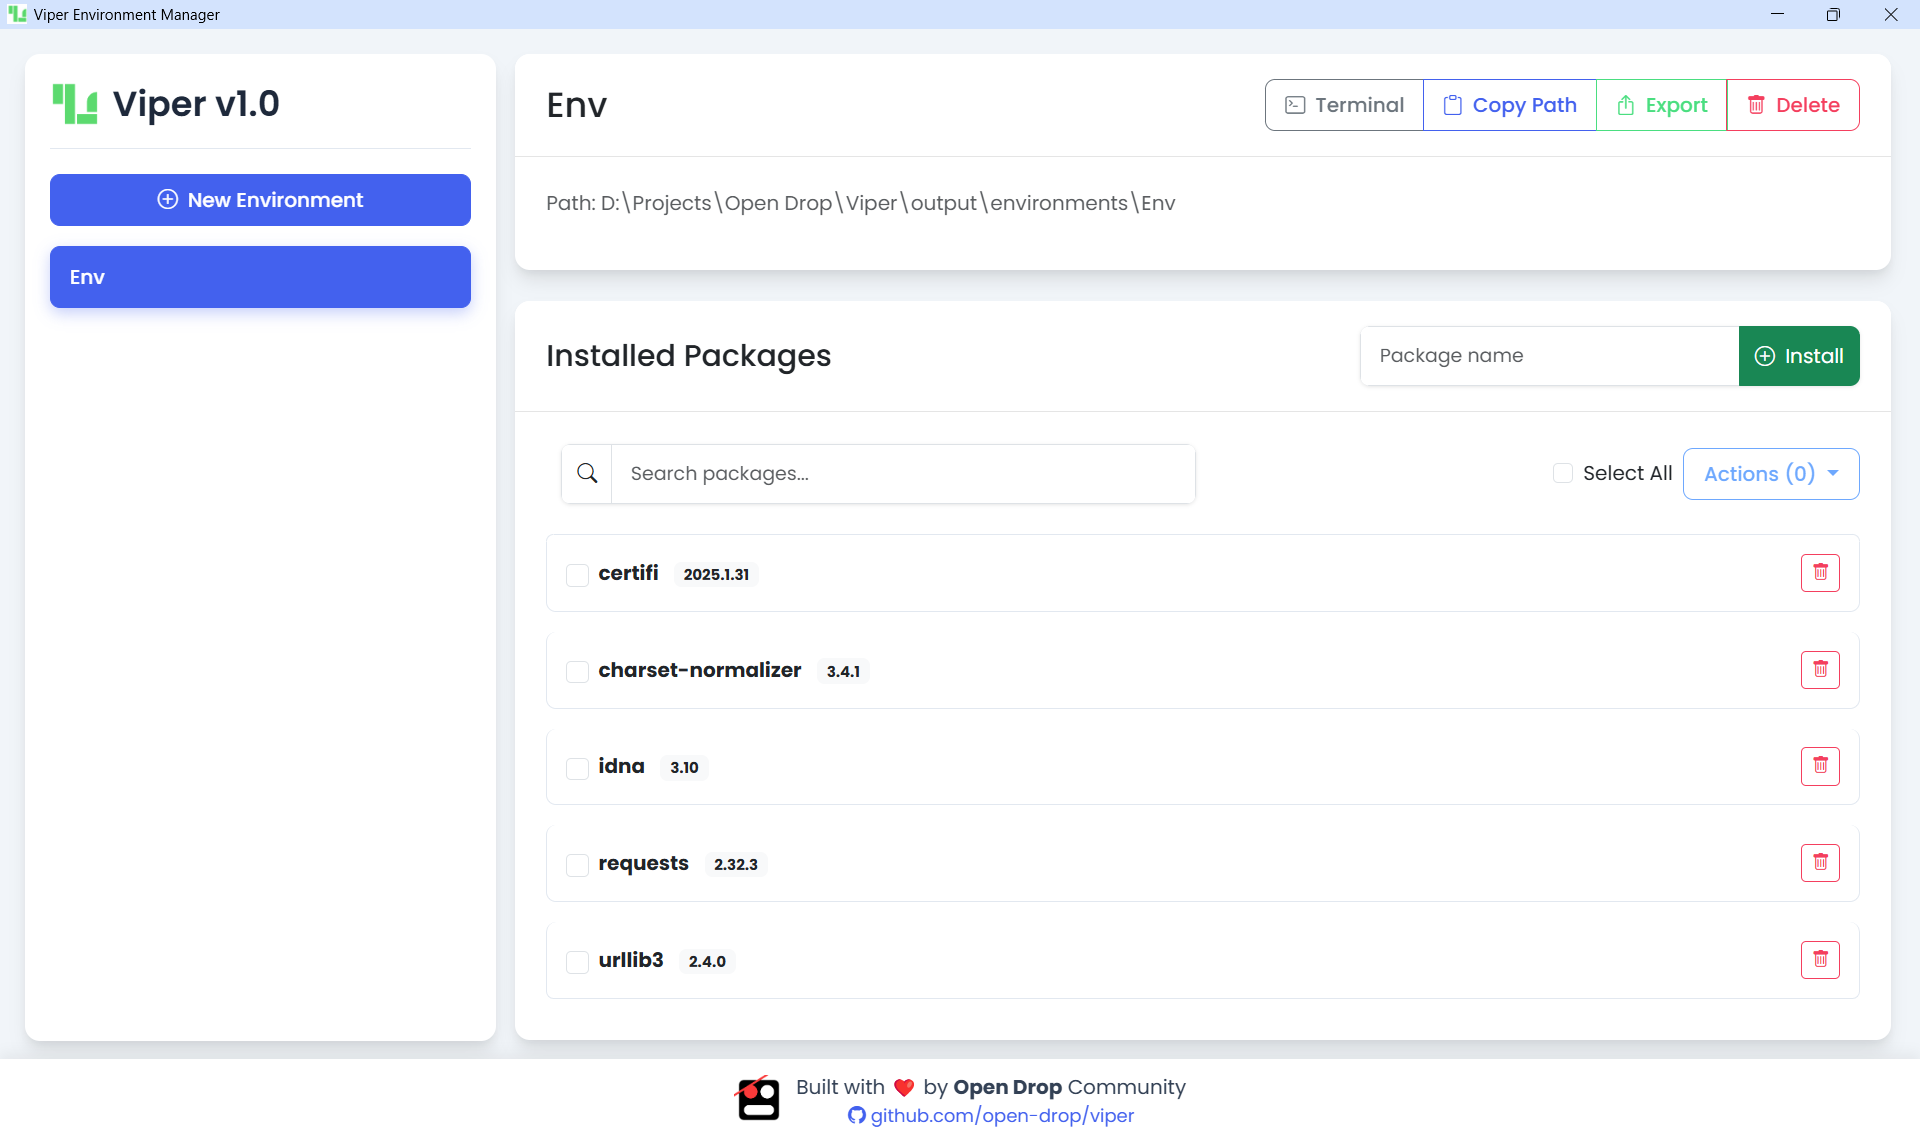 Viper Environment Manager
Viper v1.0
New Environment
Env
Env
Terminal
Copy Path
Export
Delete
Path: D:\Projects\Open Drop\Viper\output\environments\Env
Installed Packages
Package name
Install
Search packages...
Select All
Actions (0)
certifi 2025.1.31
charset-normalizer 3.4.1
idna 3.10
requests 2.32.3
urllib3 2.4.0
Built with ❤️ by Open Drop Community
github.com/open-drop/viper